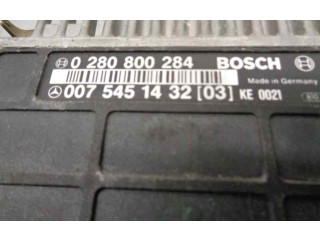 0 280 800 284 BOSCH
Made in Germany
007 545 14 32 [03] KE 0021